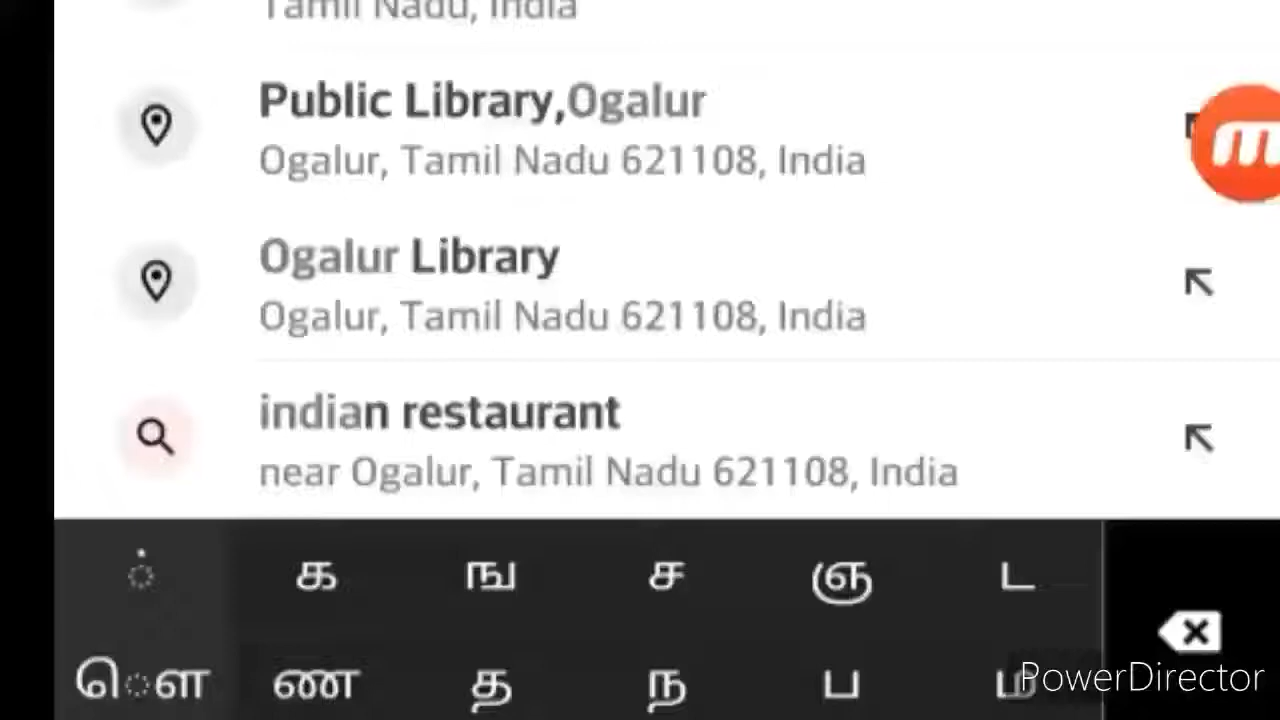 Tamil Nadu, India
Public Library,Ogalur
Ogalur, Tamil Nadu 621108, India
Ogalur Library
Ogalur, Tamil Nadu 621108, India
indian restaurant
near Ogalur, Tamil Nadu 621108, India
் க ங ச ஞ ட
ௌ ண த ந ப ம
PowerDirector